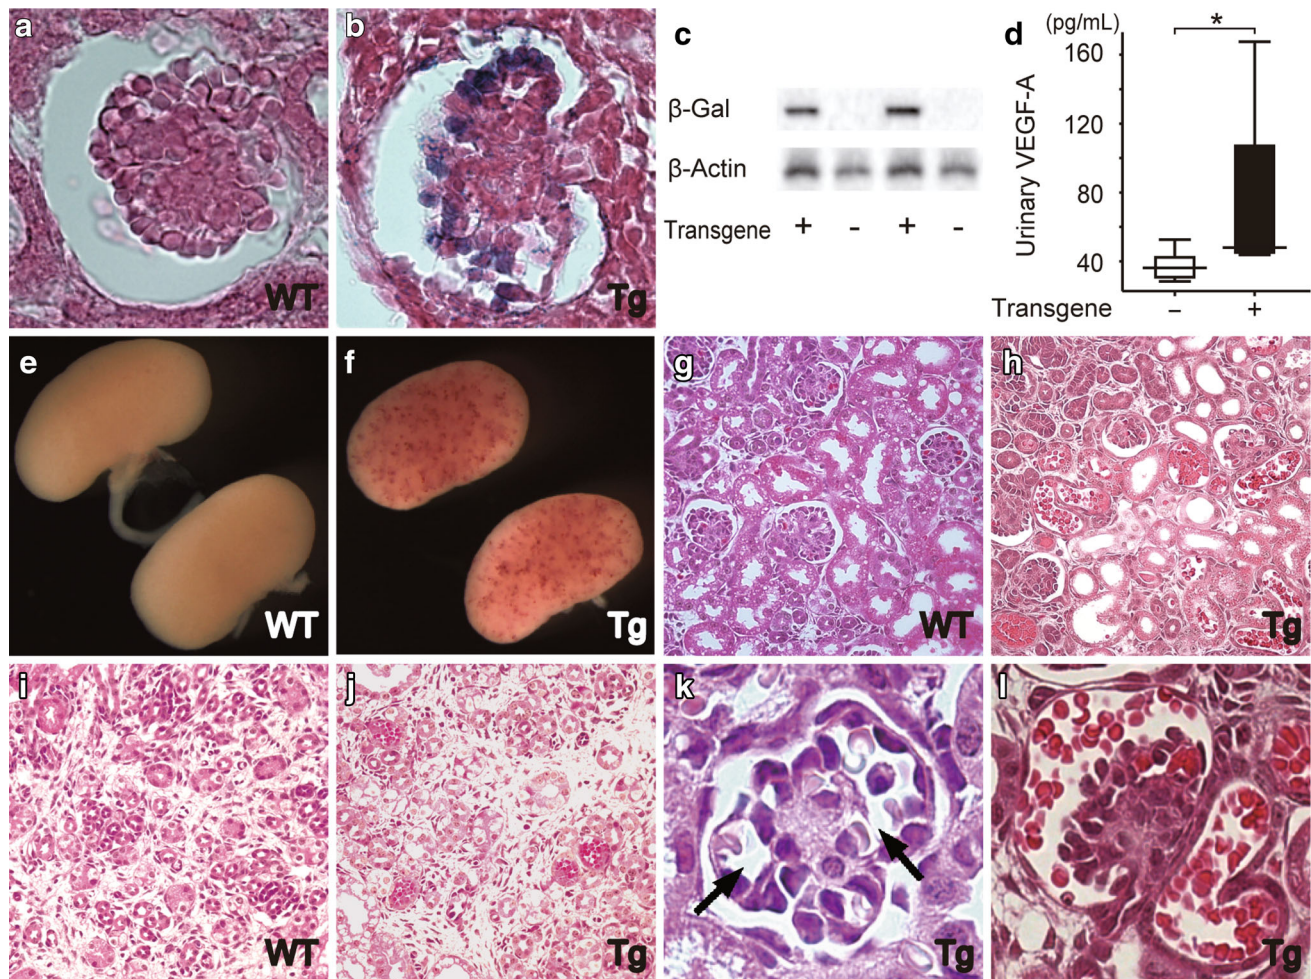 a
WT
b
Tg
c
β-Gal
β-Actin
Transgene + - + -
d
(pg/mL)
*
160
120
80
40
Urinary VEGF-A
Transgene − +
e
WT
f
Tg
g
WT
h
Tg
i
WT
j
Tg
k
Tg
l
Tg